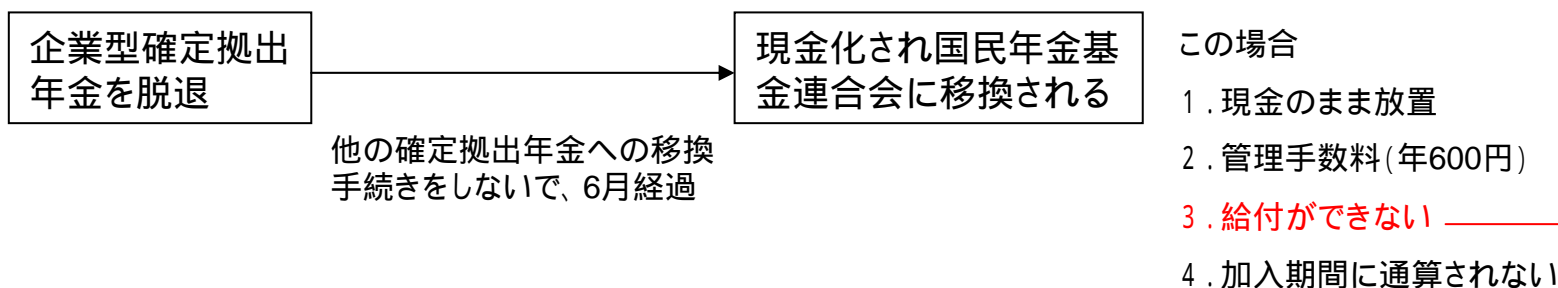 企業型確定拠出
年金を脱退
他の確定拠出年金への移換
手続きをしないで、6月経過
現金化され国民年金基
金連合会に移換される
この場合
1.現金のまま放置
2.管理手数料(年600円)
3.給付ができない
4.加入期間に通算されない